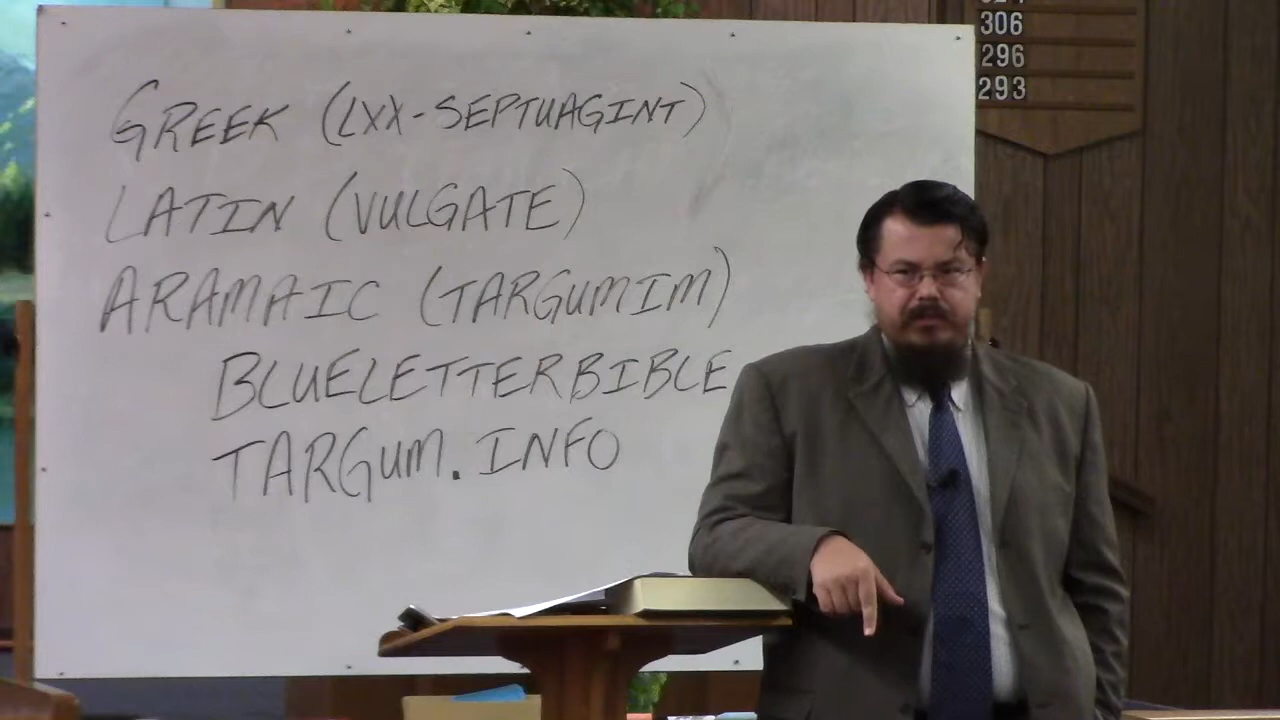 GREEK (LXX-SEPTUAGINT)
LATIN (VULGATE)
ARAMAIC (TARGUMIM)
BLUELETTERBIBLE
TARGUM.INFO
306
296
293